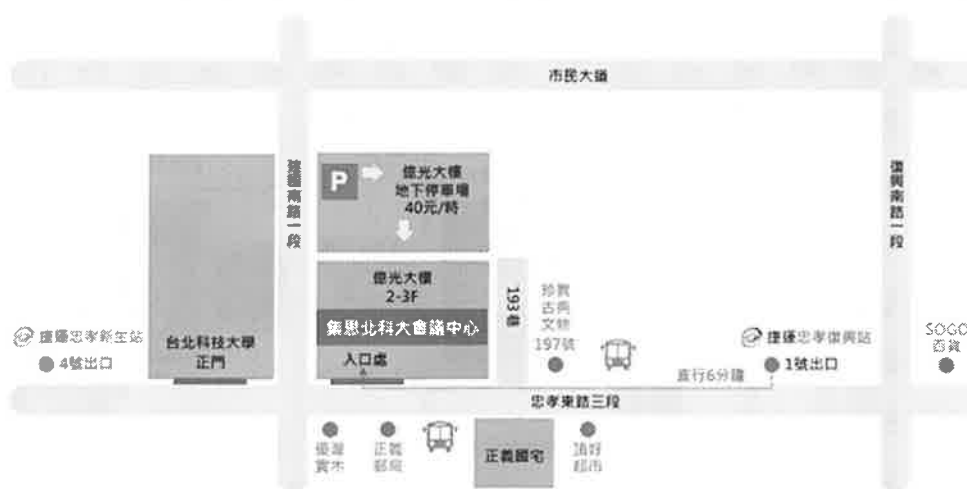 市民大道
建國南路一段
復興南路一段
P
億光大樓
地下停車場
40元/時
億光大樓
2-3F
集思北科大會議中心
入口處
台北科技大學
正門
捷運忠孝新生站
4號出口
193巷
珍寶
古典
文物
197號
捷運忠孝復興站
1號出口
直行6分鐘
SOGO
百貨
忠孝東路三段
優渥
實木
正義
郵局
正義國宅
頂好
超市